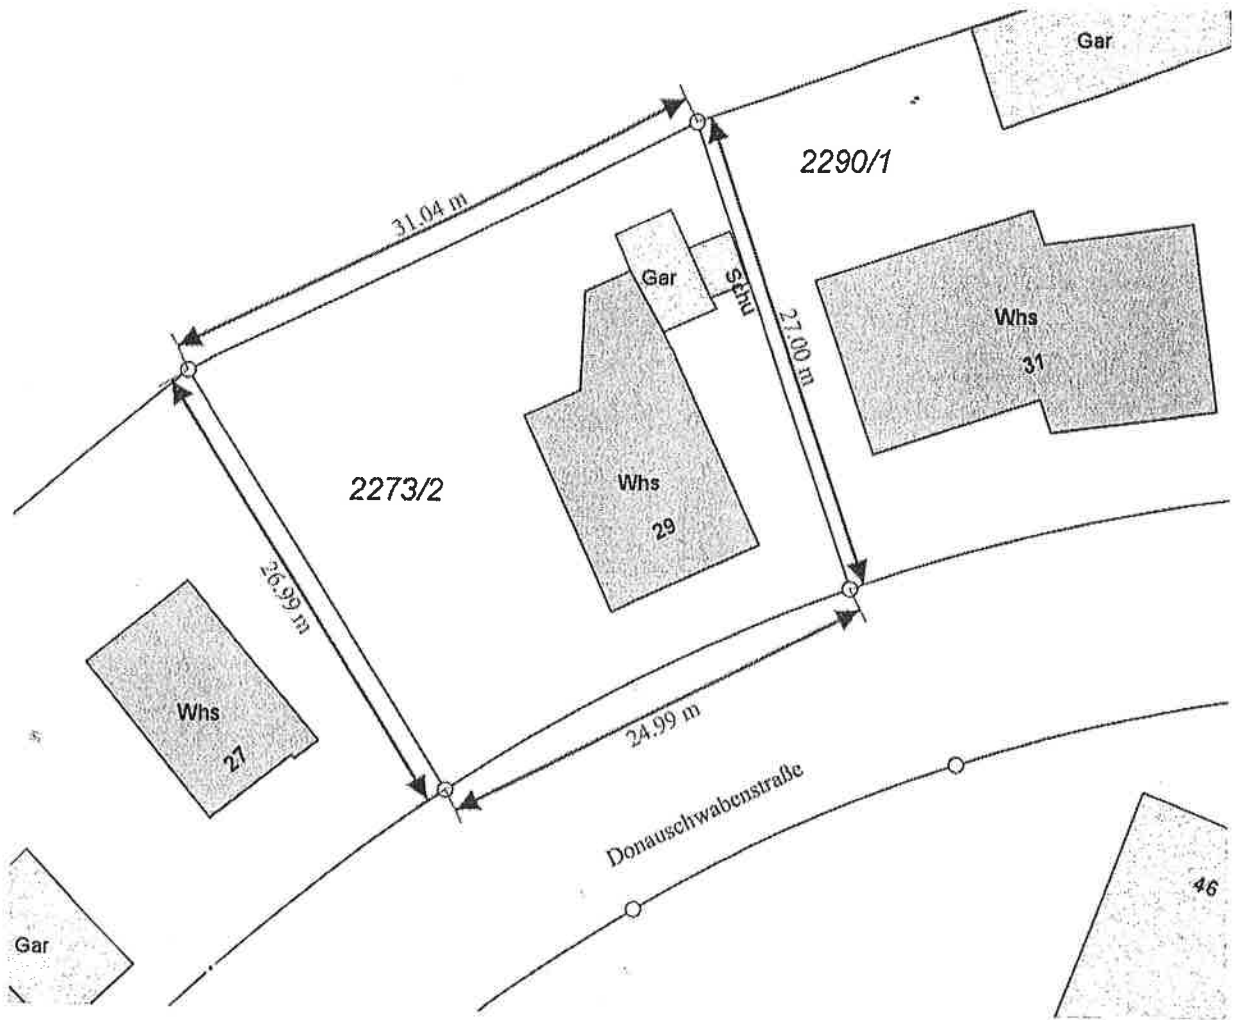 Gar
2290/1
31.04 m
Gar
Schu
27.00 m
Whs
31
2273/2
Whs
29
26.99 m
Whs
27
24.99 m
Donauschwabenstraße
46
Gar